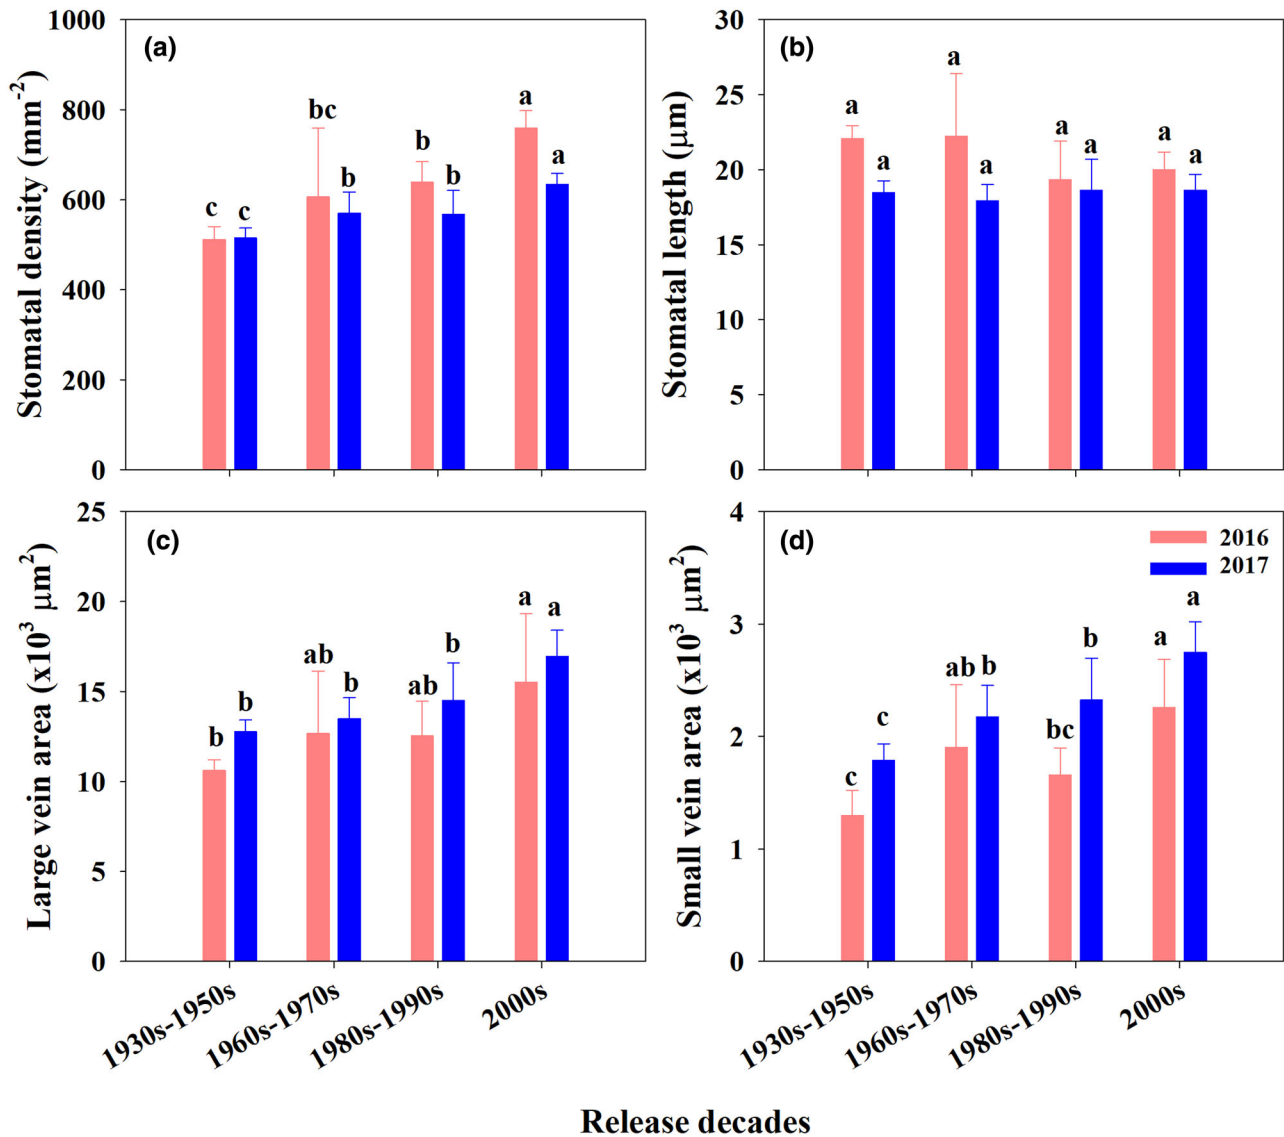 (a)
Stomatal density (mm-2)
1000
800
600
400
200
0
c c
bc b
b b
a a
(b)
Stomatal length (μm)
30
25
20
15
10
5
0
a a
a a
a a
a a
(c)
Large vein area (x10³ μm²)
25
20
15
10
5
0
b b
ab b
ab b
a a
1930s-1950s
1960s-1970s
1980s-1990s
2000s
(d)
2016
2017
Small vein area (x10³ μm²)
4
3
2
1
0
c c
ab b
bc b
a a
1930s-1950s
1960s-1970s
1980s-1990s
2000s
Release decades